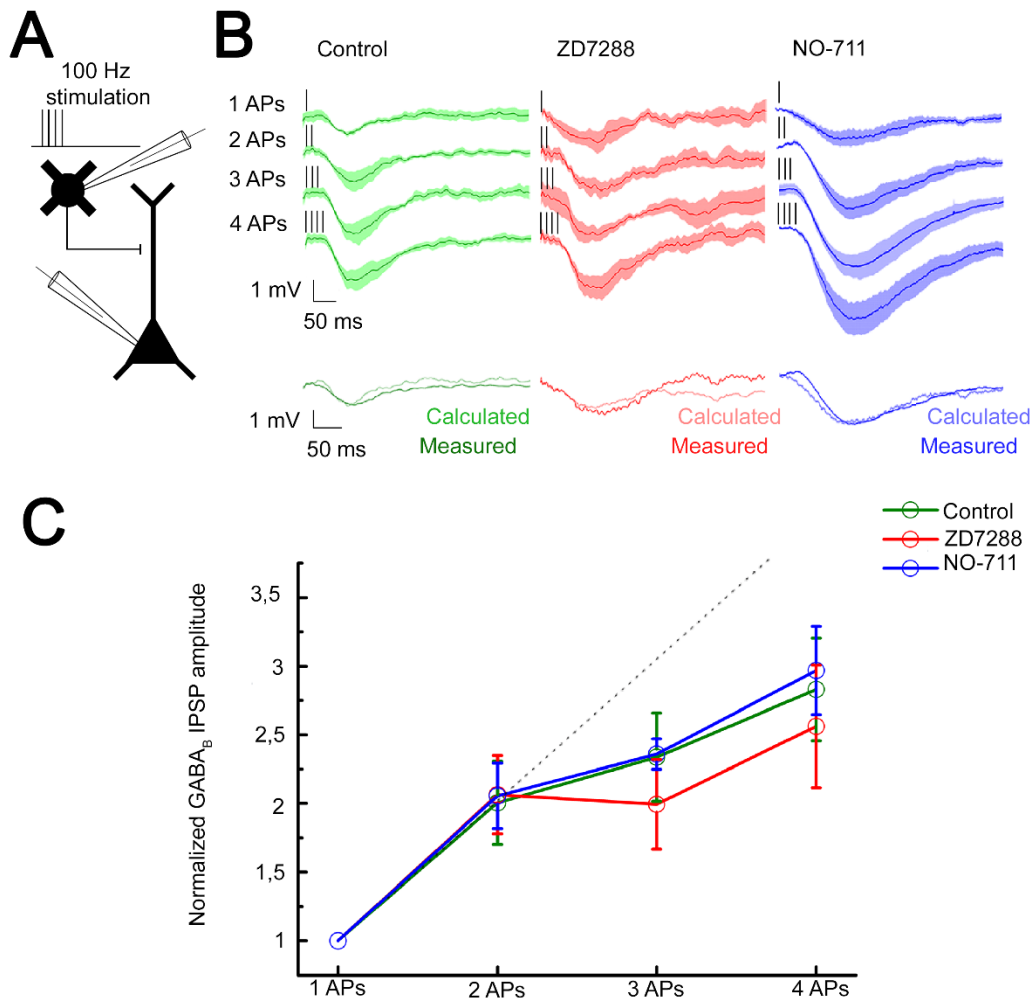 A
100 Hz
stimulation
B
Control
ZD7288
NO-711
1 APs
2 APs
3 APs
4 APs
1 mV
50 ms
1 mV
50 ms
Calculated
Measured
Calculated
Measured
Calculated
Measured
C
Control
ZD7288
NO-711
Normalized GABAB IPSP amplitude
3,5
3
2,5
2
1,5
1
1 APs
2 APs
3 APs
4 APs